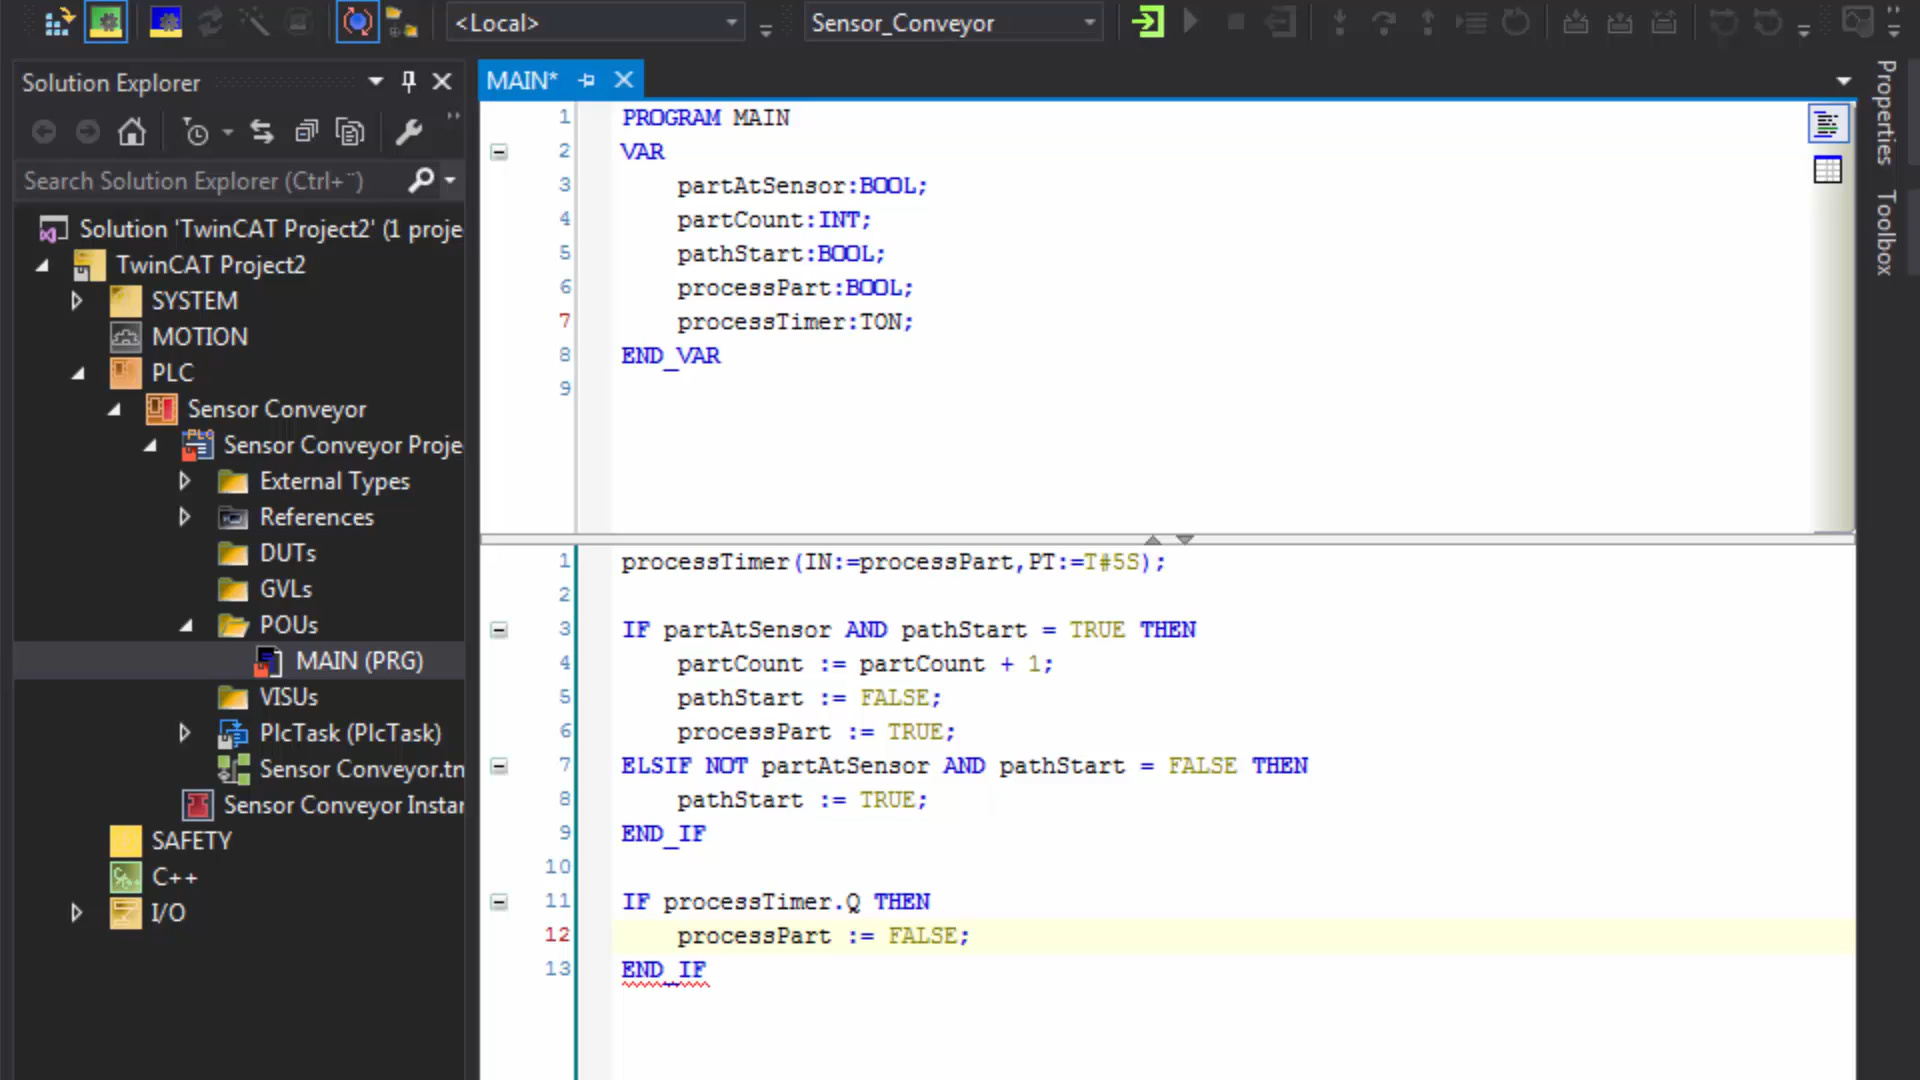 <Local>
Sensor_Conveyor
Solution Explorer
Search Solution Explorer (Ctrl+¨)
Solution 'TwinCAT Project2' (1 proje
TwinCAT Project2
SYSTEM
MOTION
PLC
Sensor Conveyor
PLC
Sensor Conveyor Proje
External Types
References
DUTs
GVLs
POUs
MAIN (PRG)
VISUs
PlcTask (PlcTask)
Sensor Conveyor.tn
Sensor Conveyor Instar
SAFETY
C++
I/O
MAIN*
1 PROGRAM MAIN
2 VAR
3 partAtSensor:BOOL;
4 partCount:INT;
5 pathStart:BOOL;
6 processPart:BOOL;
7 processTimer:TON;
8 END_VAR
9
1 processTimer(IN:=processPart,PT:=T#5S);
2
3 IF partAtSensor AND pathStart = TRUE THEN
4 partCount := partCount + 1;
5 pathStart := FALSE;
6 processPart := TRUE;
7 ELSIF NOT partAtSensor AND pathStart = FALSE THEN
8 pathStart := TRUE;
9 END_IF
10
11 IF processTimer.Q THEN
12 processPart := FALSE;
13 END_IF
Properties
Toolbox